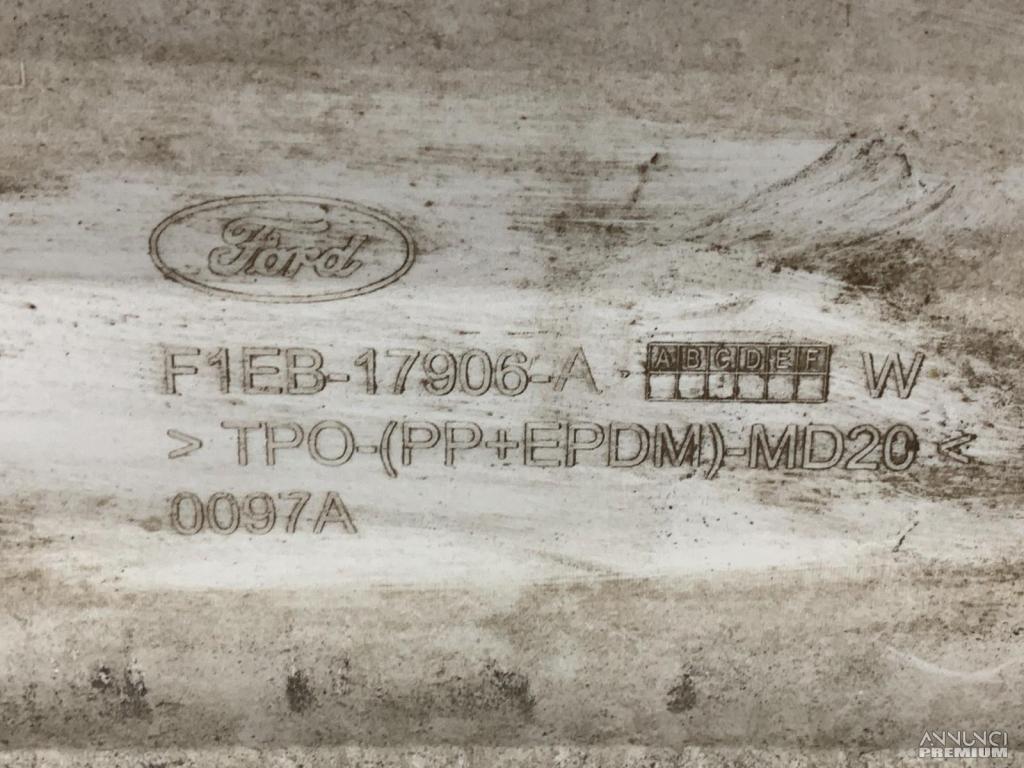 Ford
F1EB-17906-A ABCDEF W
> TPO-(PP+EPDM)-MD20 <
0097A
ANNUNCI
PREMIUM